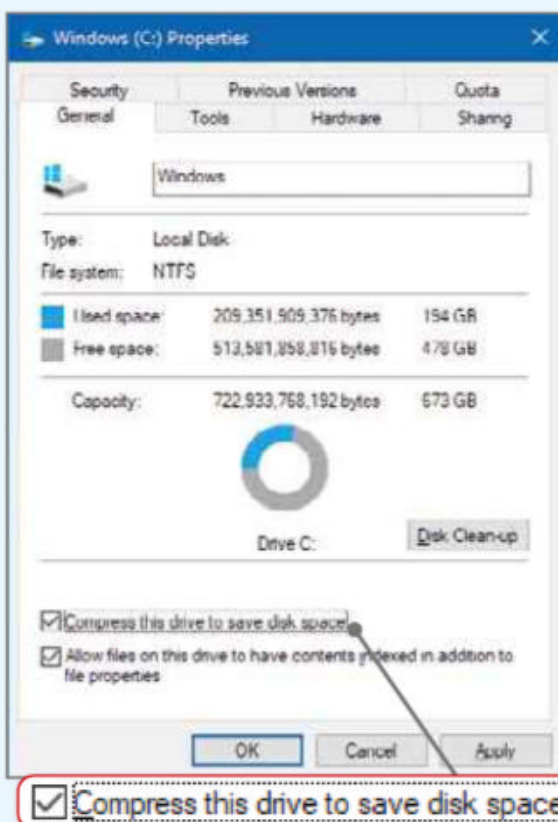 Windows (C:) Properties
Security Previous Versions Quota
General Tools Hardware Sharing
Windows
Type: Local Disk
File system: NTFS
Used space: 209,351,909,376 bytes 194 GB
Free space: 513,581,858,816 bytes 478 GB
Capacity: 722,933,768,192 bytes 673 GB
Drive C:
Disk Clean-up
Compress this drive to save disk space
Allow files on this drive to have contents indexed in addition to
file properties
OK Cancel Apply
Compress this drive to save disk space